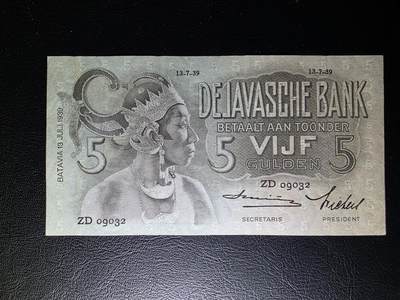 13-7-39 13-7-39
DE JAVASCHE BANK
BETAALT AAN TOONDER
5 VIJF 5
GULDEN
BATAVIA 13 JULI 1939
ZD 09032
ZD 09032
SECRETARIS PRESIDENT